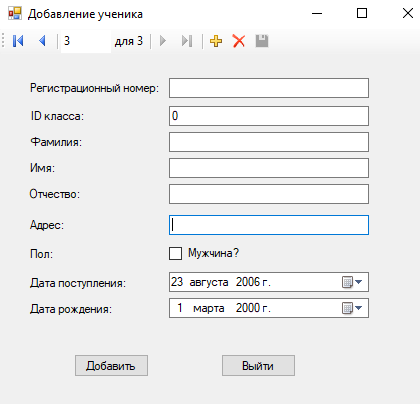 Добавление ученика
3 для 3
Регистрационный номер:
ID класса: 0
Фамилия:
Имя:
Отчество:
Адрес:
Пол: Мужчина?
Дата поступления: 23 августа 2006 г.
Дата рождения: 1 марта 2000 г.
Добавить Выйти